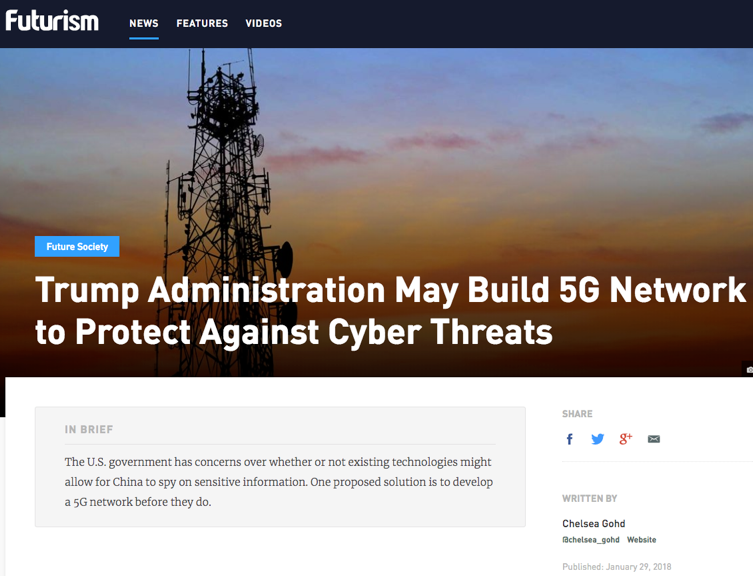 Futurism
NEWS FEATURES VIDEOS
Future Society
Trump Administration May Build 5G Network
to Protect Against Cyber Threats
IN BRIEF
The U.S. government has concerns over whether or not existing technologies might
allow for China to spy on sensitive information. One proposed solution is to develop
a 5G network before they do.
SHARE
f g+
WRITTEN BY
Chelsea Gohd
@chelsea_gohd Website
Published: January 29, 2018